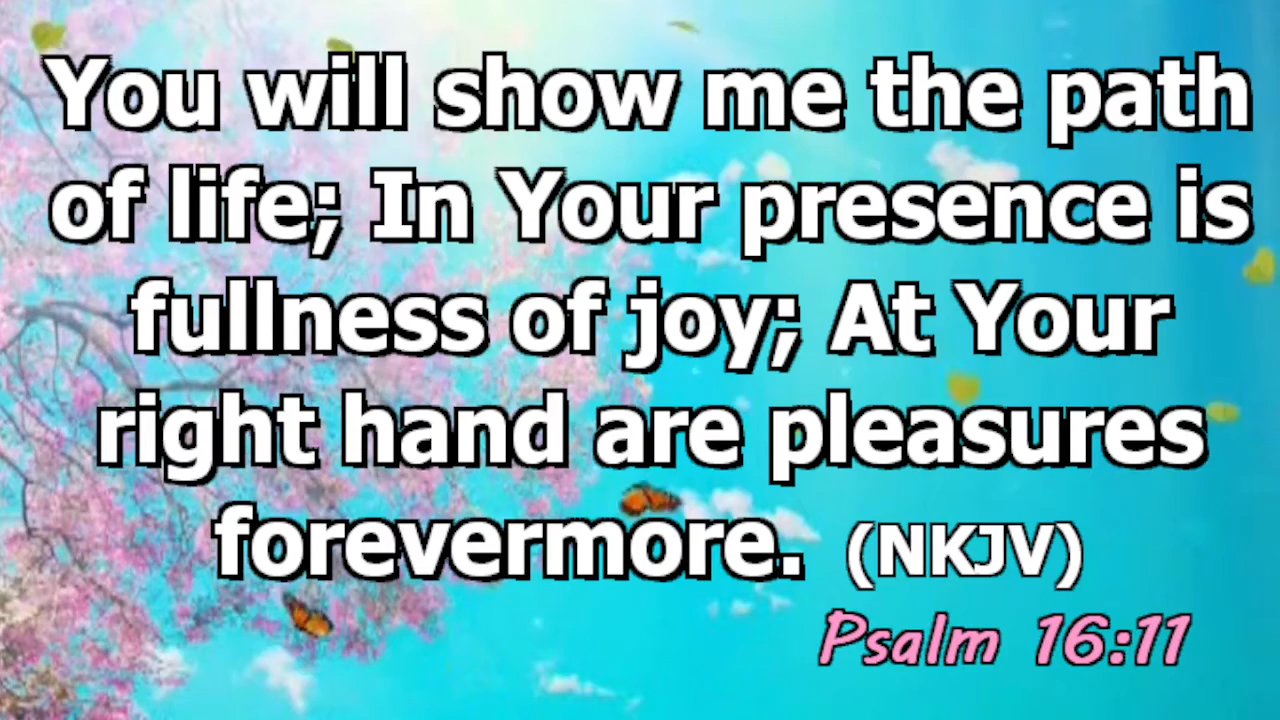 You will show me the path
of life; In Your presence is
fullness of joy; At Your
right hand are pleasures
forevermore. (NKJV)
Psalm 16:11